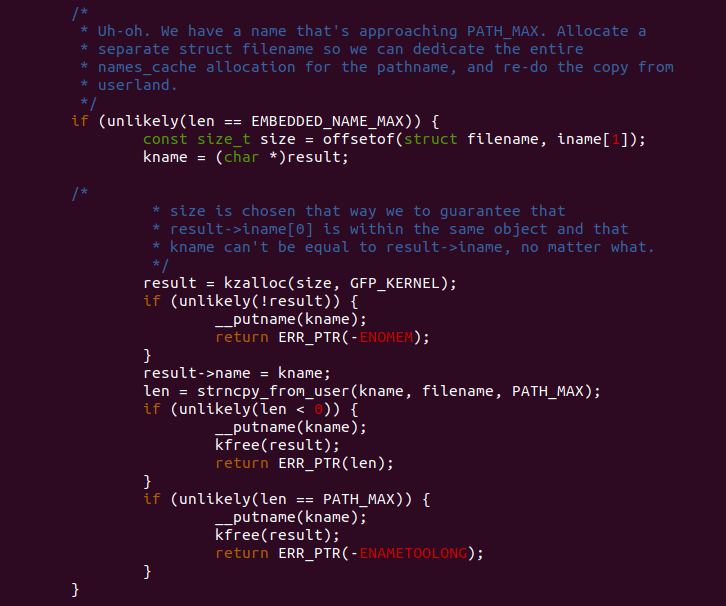 /*
 * Uh-oh. We have a name that's approaching PATH_MAX. Allocate a
 * separate struct filename so we can dedicate the entire
 * names_cache allocation for the pathname, and re-do the copy from
 * userland.
 */
if (unlikely(len == EMBEDDED_NAME_MAX)) {
        const size_t size = offsetof(struct filename, iname[1]);
        kname = (char *)result;

/*
         * size is chosen that way we to guarantee that
         * result->iname[0] is within the same object and that
         * kname can't be equal to result->iname, no matter what.
         */
        result = kzalloc(size, GFP_KERNEL);
        if (unlikely(!result)) {
                __putname(kname);
                return ERR_PTR(-ENOMEM);
        }
        result->name = kname;
        len = strncpy_from_user(kname, filename, PATH_MAX);
        if (unlikely(len < 0)) {
                __putname(kname);
                kfree(result);
                return ERR_PTR(len);
        }
        if (unlikely(len == PATH_MAX)) {
                __putname(kname);
                kfree(result);
                return ERR_PTR(-ENAMETOOLONG);
        }
}